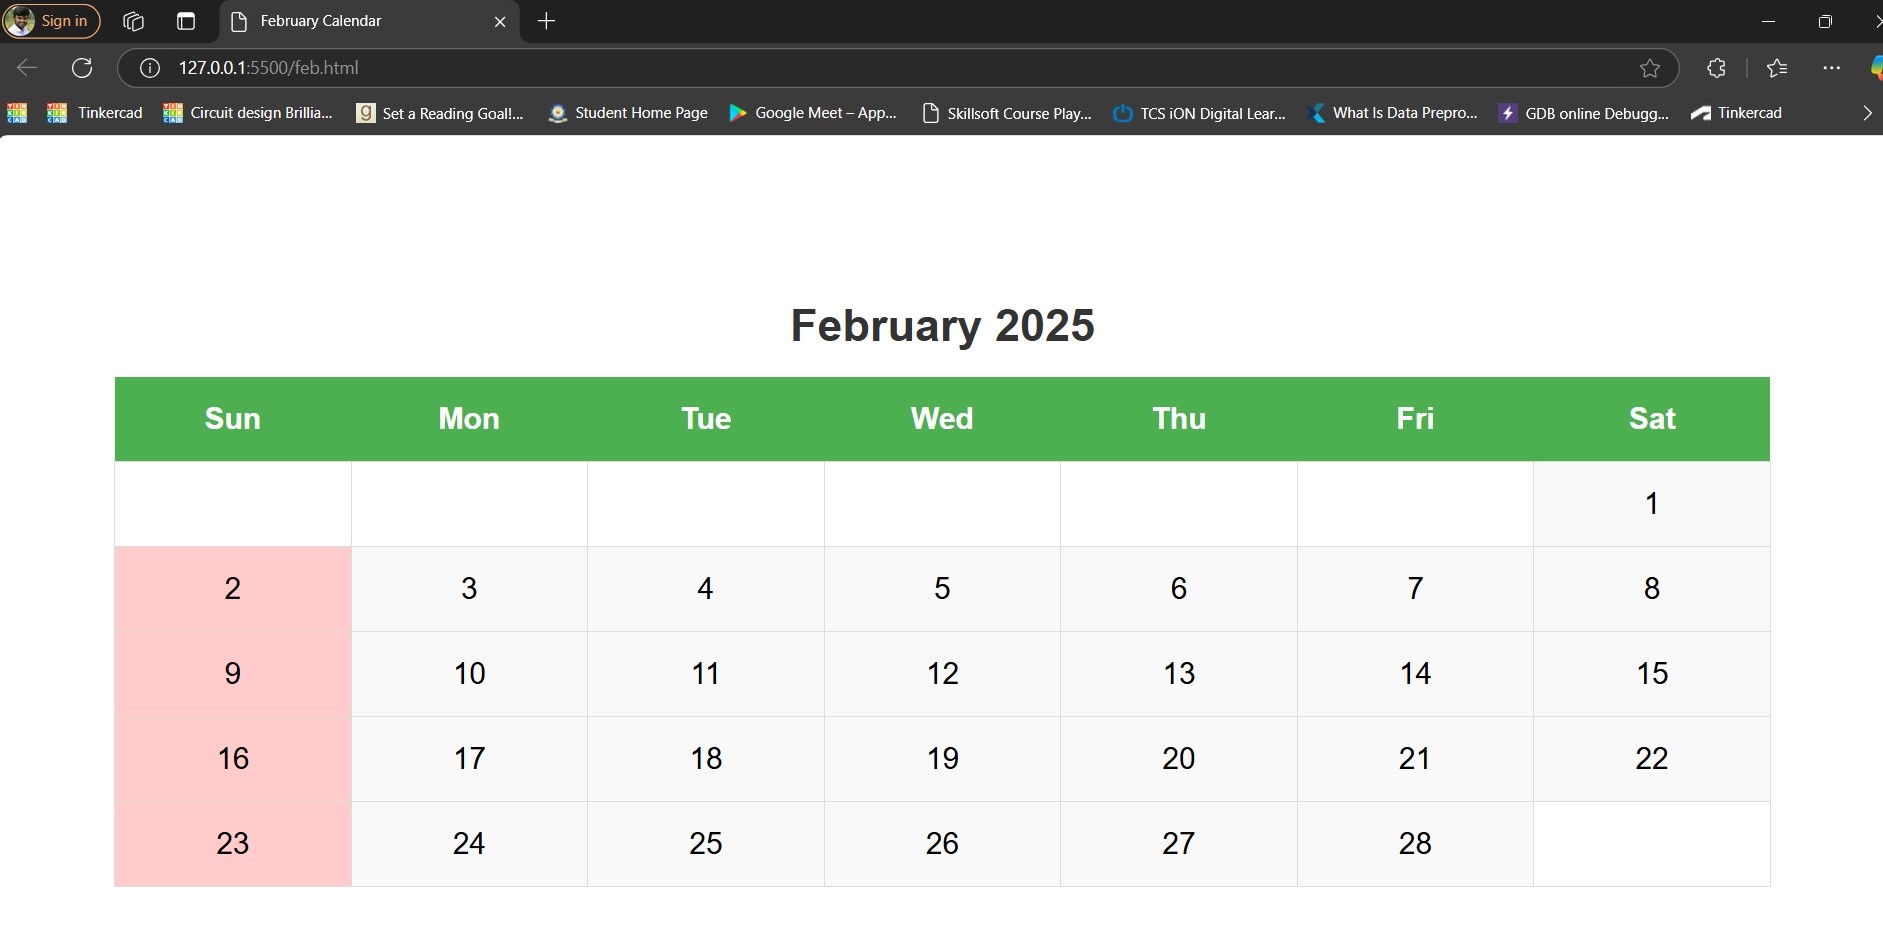 Sign in February Calendar
127.0.0.1:5500/feb.html
Tinkercad Circuit design Brillia... Set a Reading Goal!... Student Home Page Google Meet – App... Skillsoft Course Play... TCS iON Digital Lear... What Is Data Prepro... GDB online Debugg... Tinkercad
February 2025
Sun Mon Tue Wed Thu Fri Sat
1
2 3 4 5 6 7 8
9 10 11 12 13 14 15
16 17 18 19 20 21 22
23 24 25 26 27 28